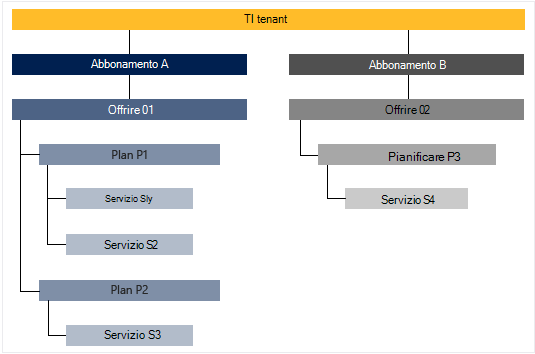 TI tenant
Abbonamento A
Offrire 01
Plan P1
Servizio Sly
Servizio S2
Plan P2
Servizio S3
Abbonamento B
Offrire 02
Pianificare P3
Servizio S4